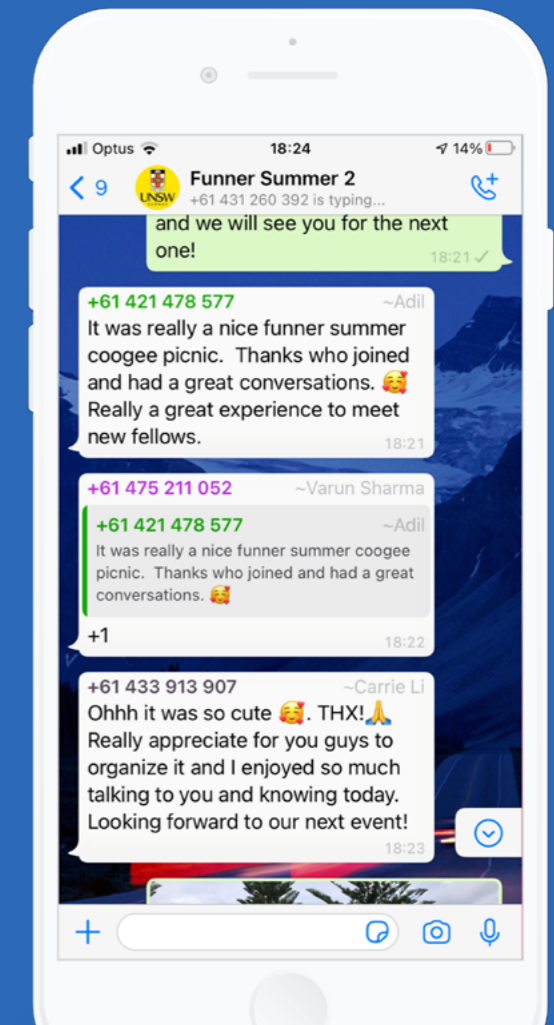 Optus 18:24 14%
9 Funner Summer 2
UNSW +61 431 260 392 is typing...
and we will see you for the next
one!
18:21
+61 421 478 577 ~Adil
It was really a nice funner summer
coogee picnic. Thanks who joined
and had a great conversations. 🥰
Really a great experience to meet
new fellows.
18:21
+61 475 211 052 ~Varun Sharma
+61 421 478 577 ~Adil
It was really a nice funner summer coogee
picnic. Thanks who joined and had a great
conversations. 🥰
+1
18:22
+61 433 913 907 ~Carrie Li
Ohhh it was so cute 🥰. THX!🙏
Really appreciate for you guys to
organize it and I enjoyed so much
talking to you and knowing today.
Looking forward to our next event!
18:23